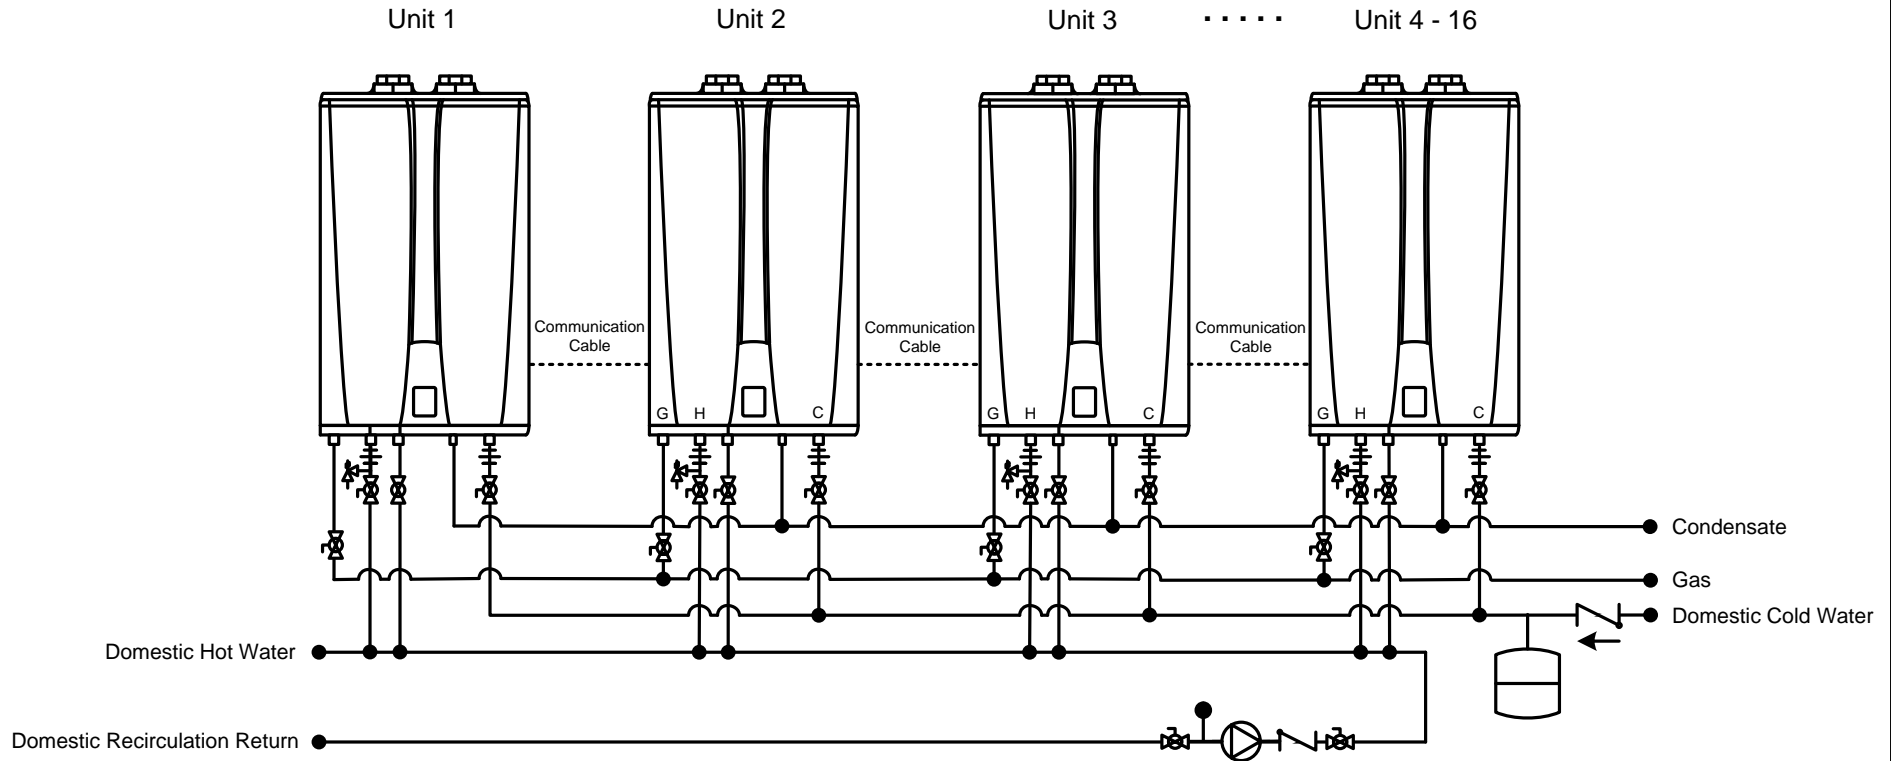 Unit 1
Unit 2
Unit 3
.....
Unit 4 - 16
Communication
Cable
Communication
Cable
Communication
Cable
G H C
G H C
G H C
Condensate
Gas
Domestic Cold Water
Domestic Hot Water
Domestic Recirculation Return